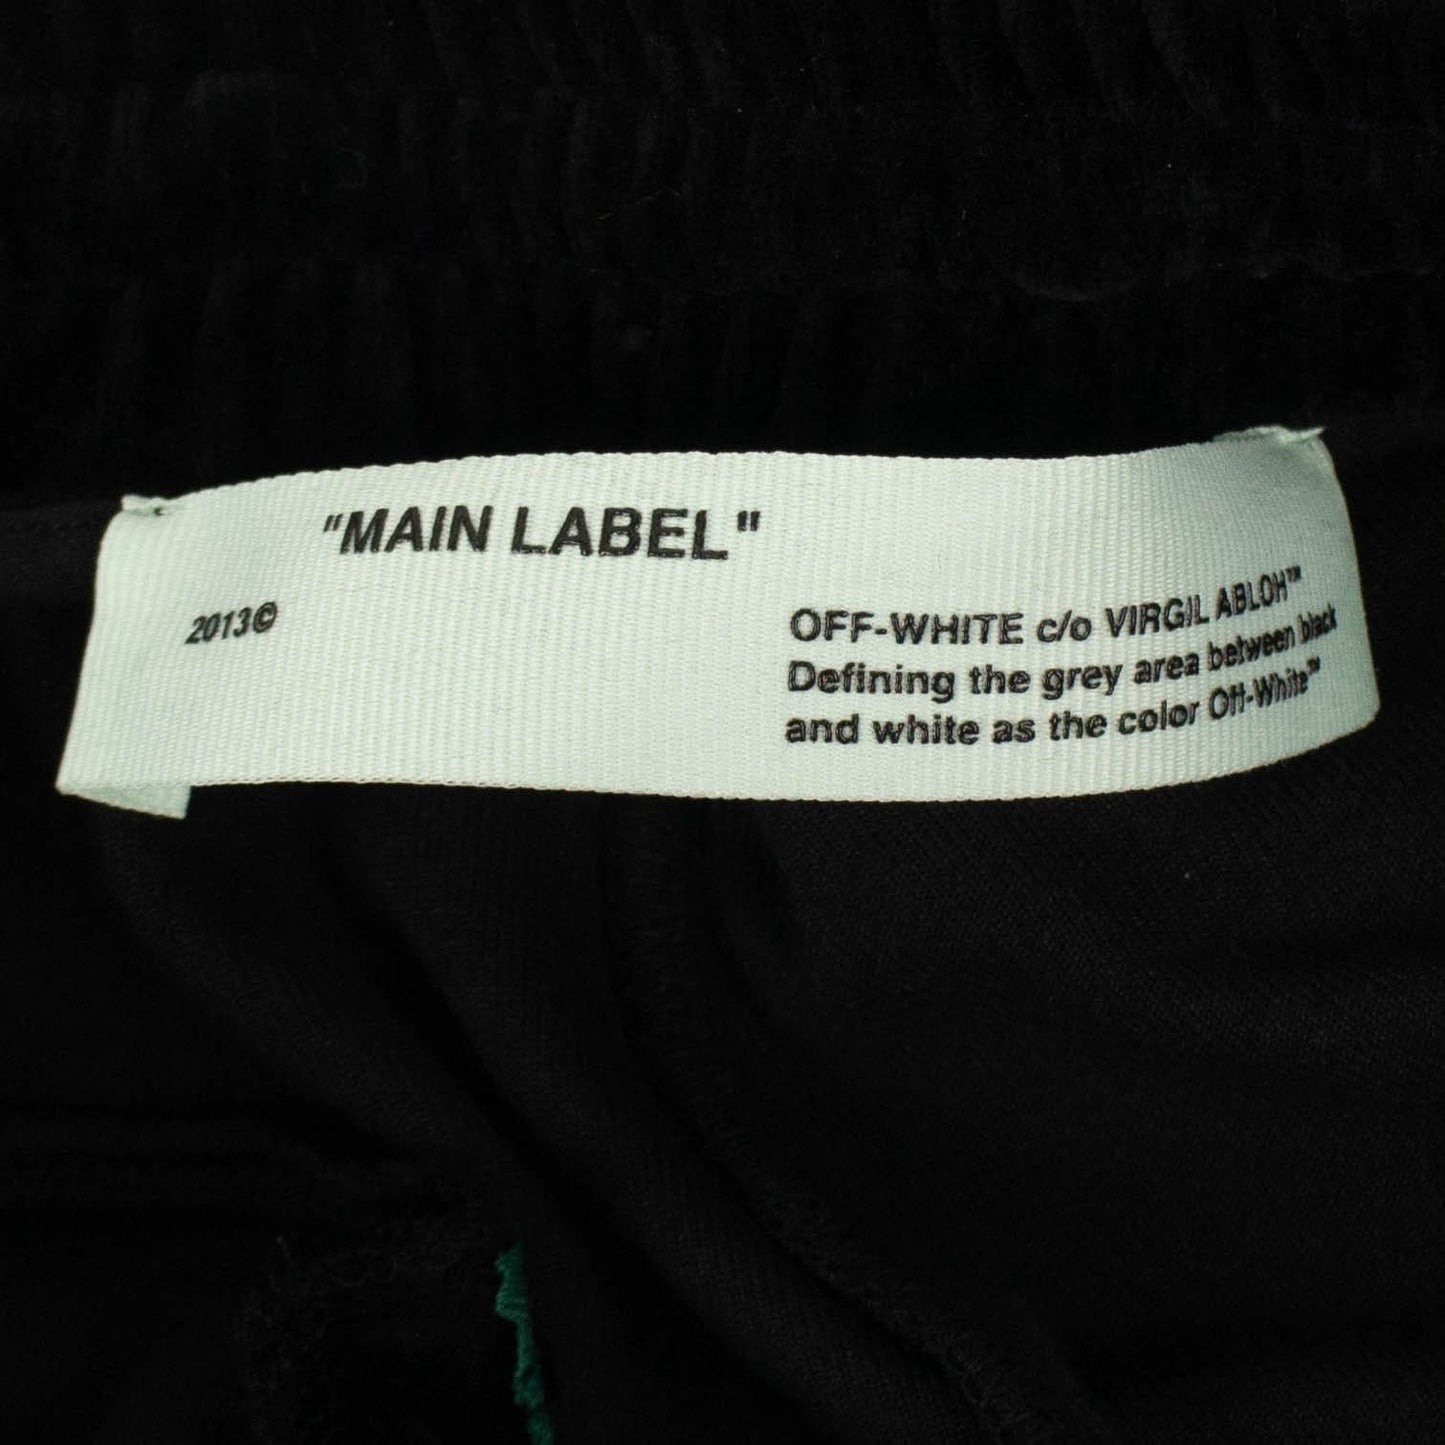 "MAIN LABEL"
2013©
OFF-WHITE c/o VIRGIL ABLOH™
Defining the grey area between black
and white as the color Off-White™